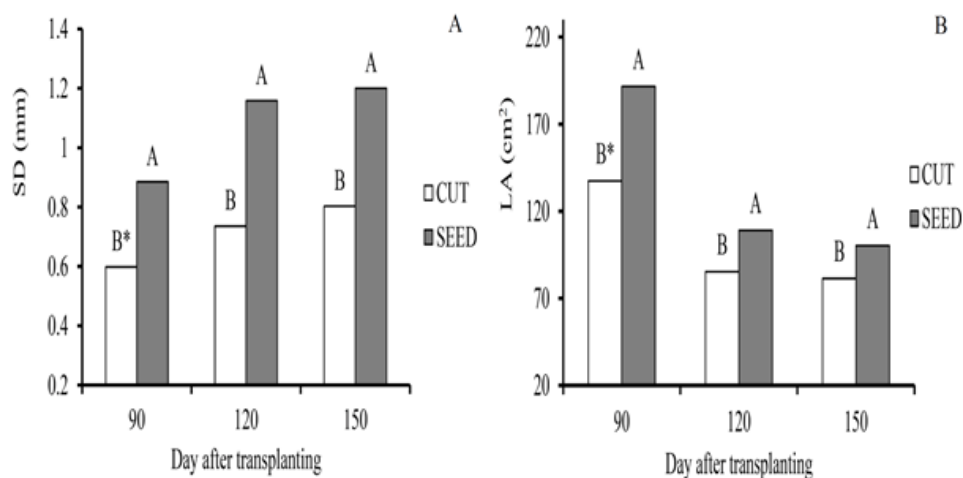 A
SD (mm)
1.4
1.2
1
0.8
0.6
0.4
0.2
B*
A
B
A
B
A
CUT
SEED
90 120 150
Day after transplanting
B
LA (cm²)
220
170
120
70
20
B*
A
B
A
B
A
CUT
SEED
90 120 150
Day after transplanting